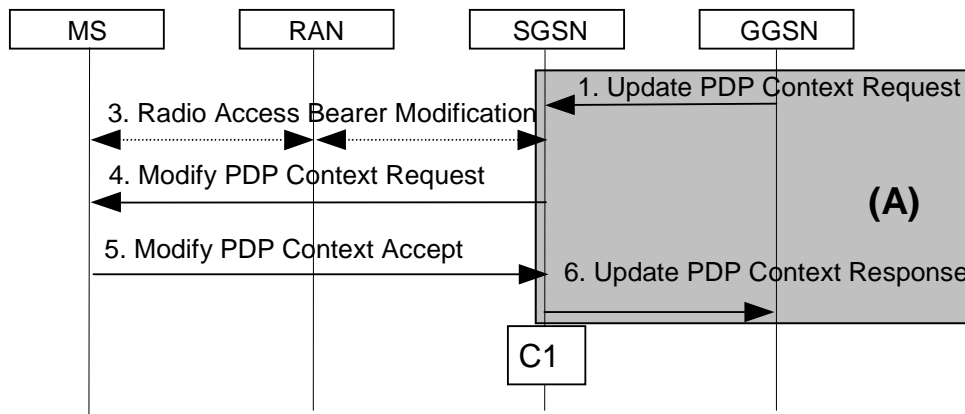 MS RAN SGSN GGSN
1. Update PDP Context Request
3. Radio Access Bearer Modification
4. Modify PDP Context Request
(A)
5. Modify PDP Context Accept
6. Update PDP Context Response
C1